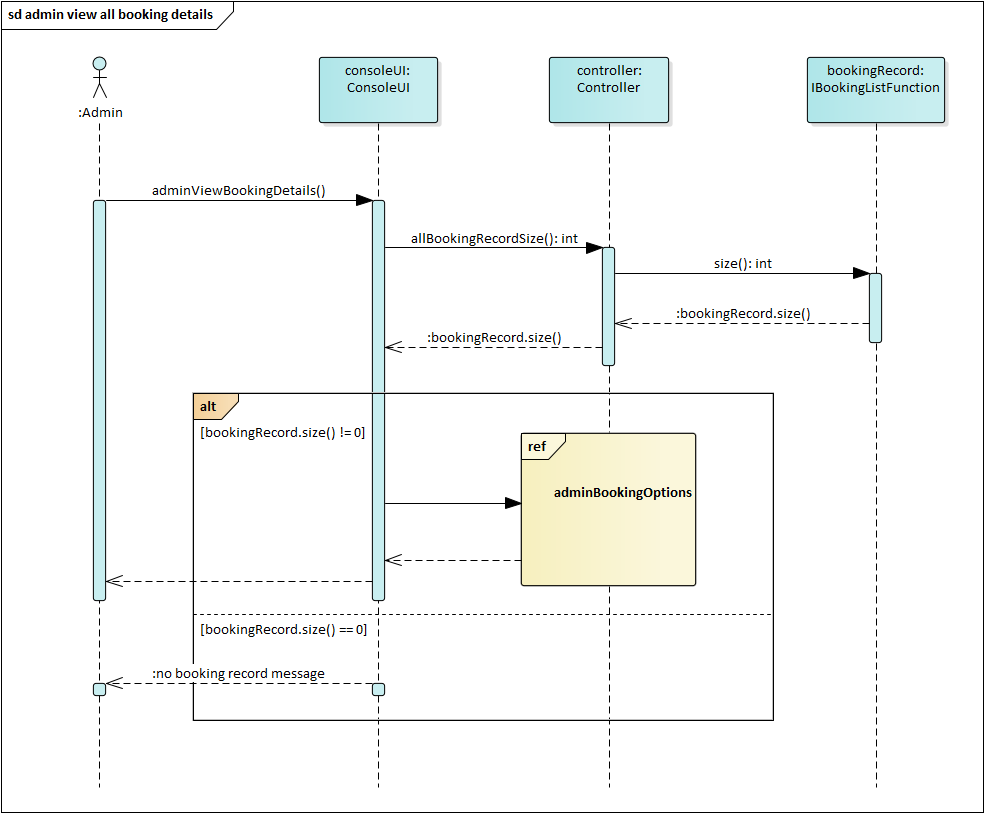 sd admin view all booking details
:Admin
consoleUI:
ConsoleUI
controller:
Controller
bookingRecord:
IBookingListFunction
adminViewBookingDetails()
allBookingRecordSize(): int
size(): int
:bookingRecord.size()
:bookingRecord.size()
alt
[bookingRecord.size() != 0]
ref
adminBookingOptions
[bookingRecord.size() == 0]
:no booking record message